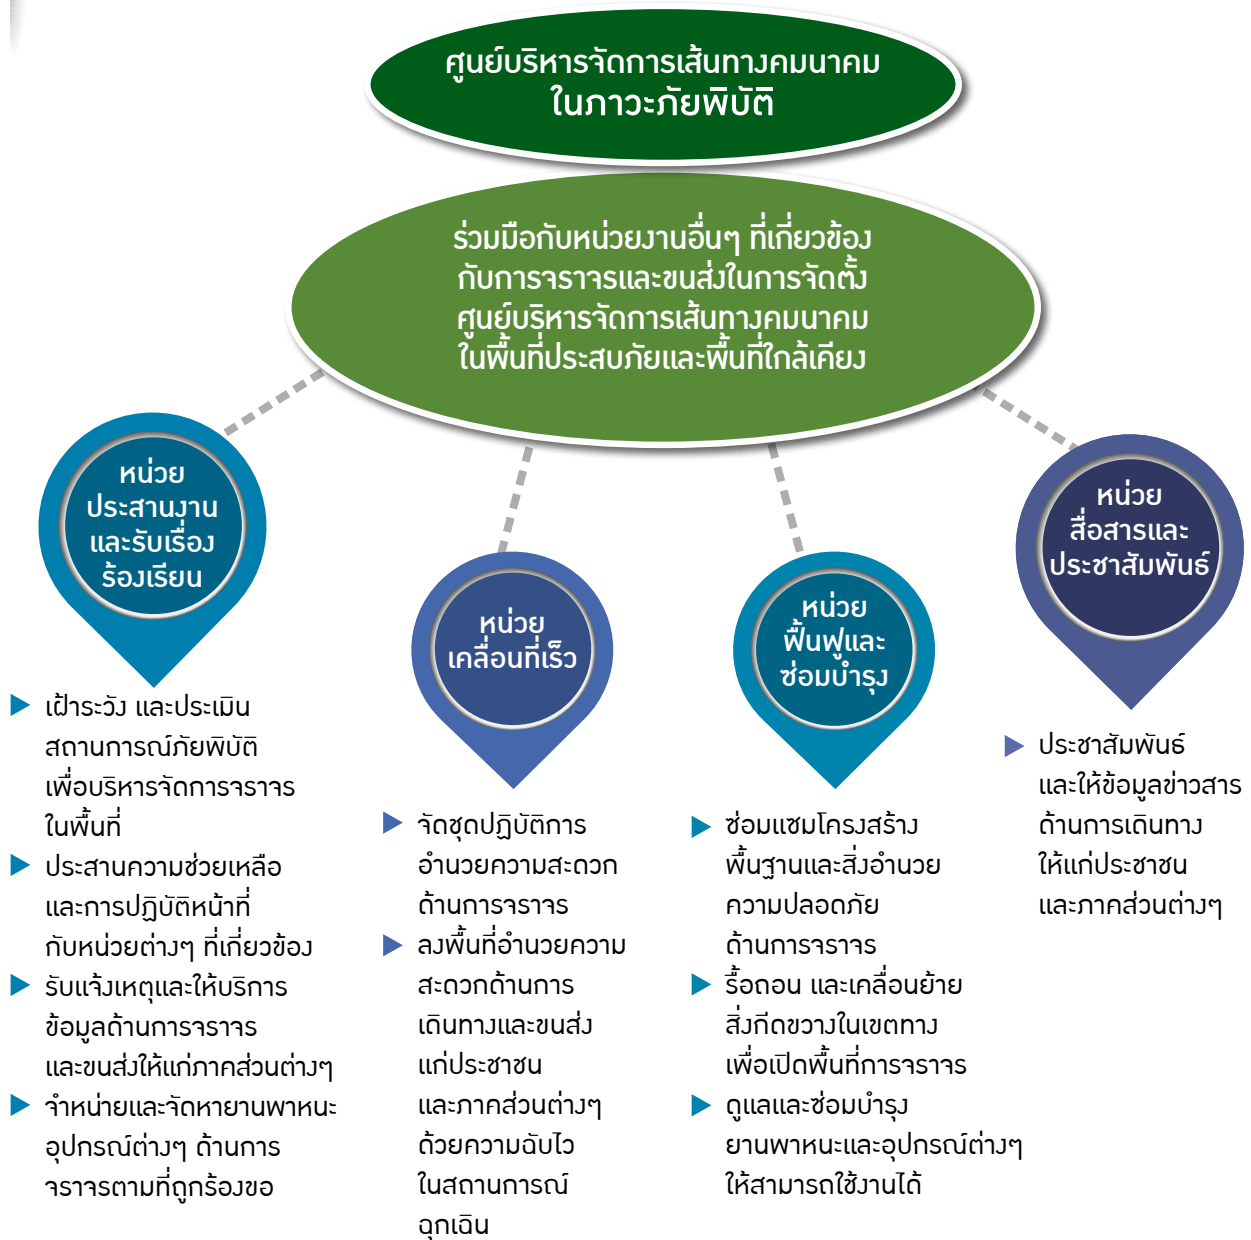 ศูนย์บริหารจัดการเส้นทางคมนาคม
ในภาวะภัยพิบัติ
ร่วมมือกับหน่วยงานอื่นๆ ที่เกี่ยวข้อง
กับการจราจรและขนส่งในการจัดตั้ง
ศูนย์บริหารจัดการเส้นทางคมนาคม
ในพื้นที่ประสบภัยและพื้นที่ใกล้เคียง
หน่วย
ประสานงาน
และรับเรื่อง
ร้องเรียน
เฝ้าระวัง และประเมิน
สถานการณ์ภัยพิบัติ
เพื่อบริหารจัดการจราจร
ในพื้นที่
ประสานความช่วยเหลือ
และการปฏิบัติหน้าที่
กับหน่วยต่างๆ ที่เกี่ยวข้อง
รับแจ้งเหตุและให้บริการ
ข้อมูลด้านการจราจร
และขนส่งให้แก่ภาคส่วนต่างๆ
จำหน่ายและจัดหายานพาหนะ
อุปกรณ์ต่างๆ ด้านการ
จราจรตามที่ถูกร้องขอ
หน่วย
เคลื่อนที่เร็ว
จัดชุดปฏิบัติการ
อำนวยความสะดวก
ด้านการจราจร
ลงพื้นที่อำนวยความ
สะดวกด้านการ
เดินทางและขนส่ง
แก่ประชาชน
และภาคส่วนต่างๆ
ด้วยความฉับไว
ในสถานการณ์
ฉุกเฉิน
หน่วย
ฟื้นฟูและ
ซ่อมบำรุง
ซ่อมแซมโครงสร้าง
พื้นฐานและสิ่งอำนวย
ความปลอดภัย
ด้านการจราจร
รื้อถอน และเคลื่อนย้าย
สิ่งกีดขวางในเขตทาง
เพื่อเปิดพื้นที่การจราจร
ดูแลและซ่อมบำรุง
ยานพาหนะและอุปกรณ์ต่างๆ
ให้สามารถใช้งานได้
หน่วย
สื่อสารและ
ประชาสัมพันธ์
ประชาสัมพันธ์
และให้ข้อมูลข่าวสาร
ด้านการเดินทาง
ให้แก่ประชาชน
และภาคส่วนต่างๆ